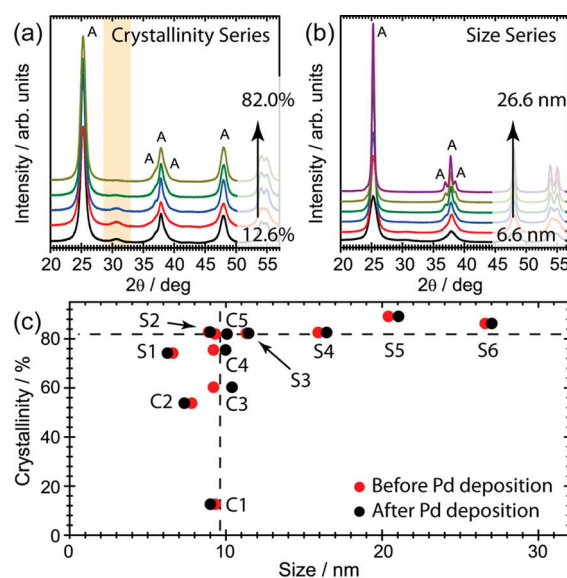 (a)
A
Crystallinity Series
82.0%
A
A
A
A
12.6%
Intensity / arb. units
20 25 30 35 40 45 50 55
2θ / deg
(b)
A
Size Series
26.6 nm
A
A
A
6.6 nm
Intensity / arb. units
20 25 30 35 40 45 50 55
2θ / deg
(c)
S2
C5
S1
S4
S5
S6
C4
S3
C2
C3
C1
Before Pd deposition
After Pd deposition
Crystallinity / %
80
60
40
20
0
0 10 20 30
Size / nm